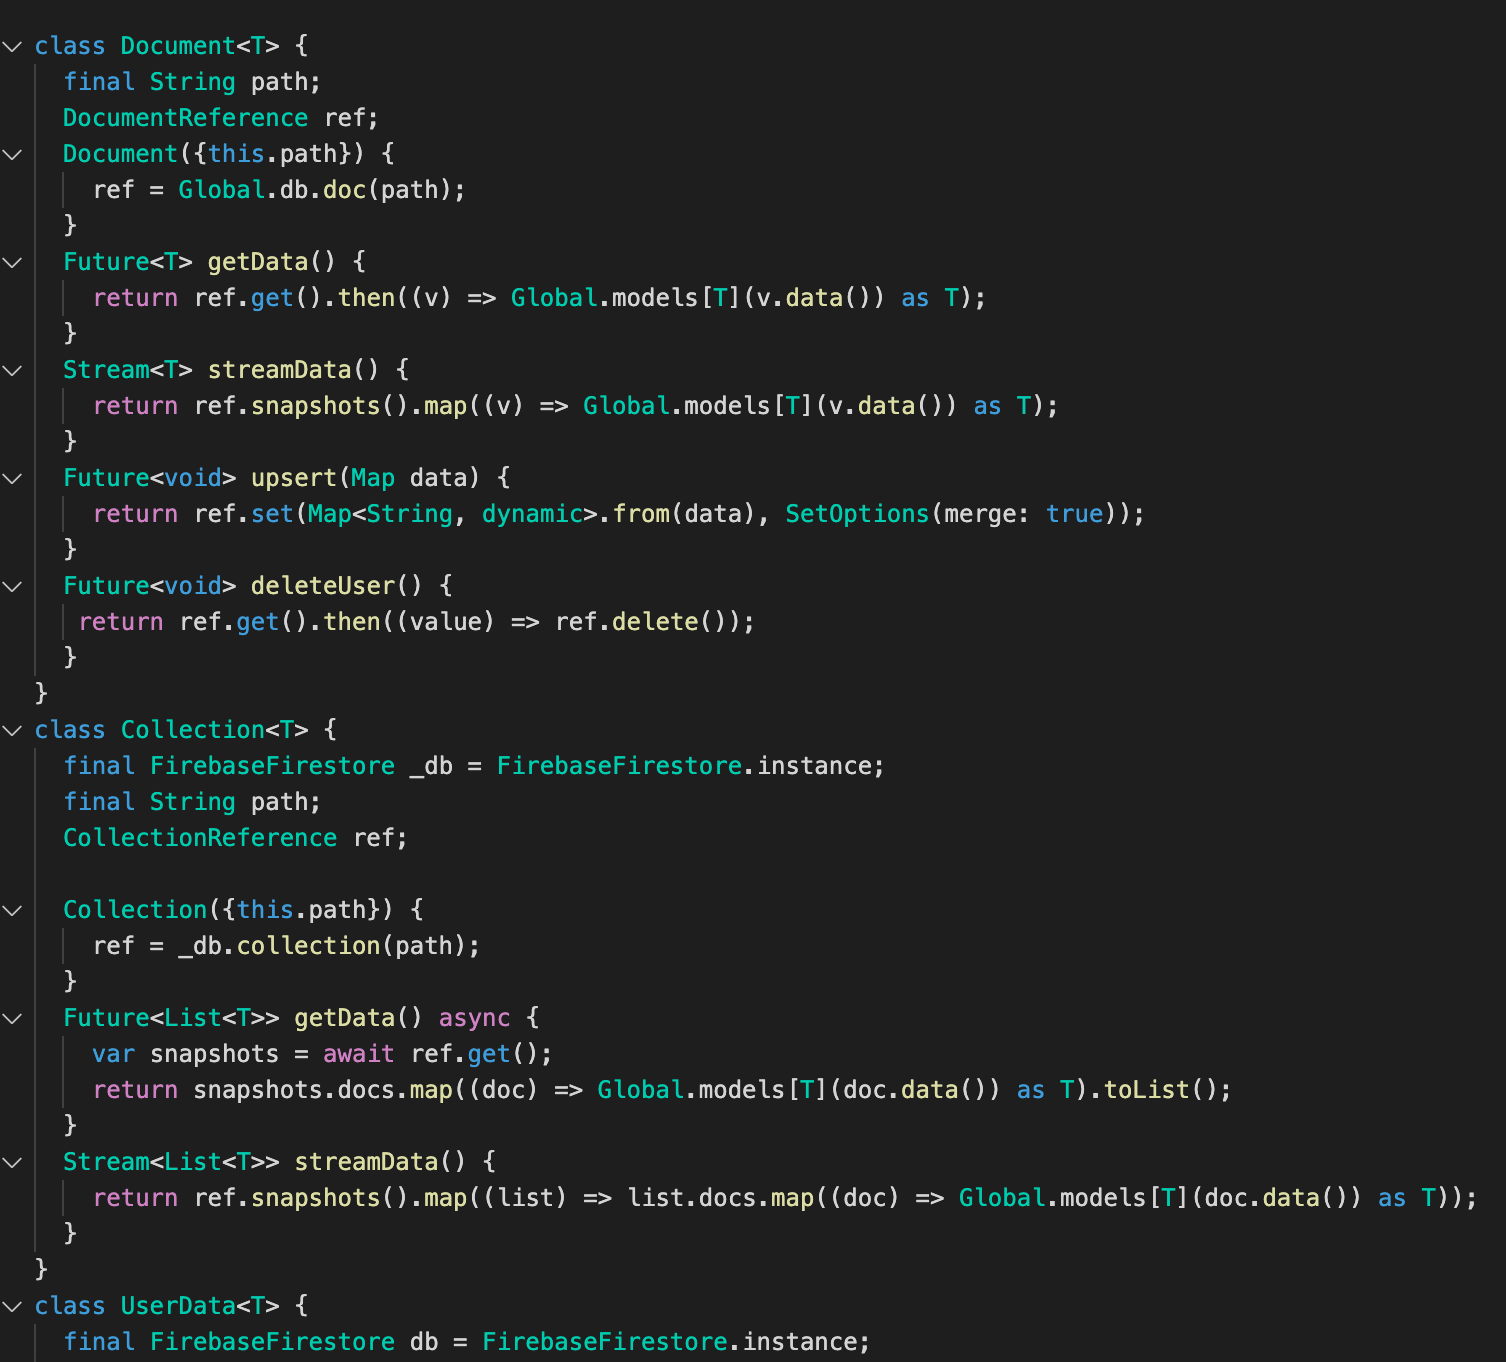 class Document<T> {
  final String path;
  DocumentReference ref;
  Document({this.path}) {
    ref = Global.db.doc(path);
  }
  Future<T> getData() {
    return ref.get().then((v) => Global.models[T](v.data()) as T);
  }
  Stream<T> streamData() {
    return ref.snapshots().map((v) => Global.models[T](v.data()) as T);
  }
  Future<void> upsert(Map data) {
    return ref.set(Map<String, dynamic>.from(data), SetOptions(merge: true));
  }
  Future<void> deleteUser() {
   return ref.get().then((value) => ref.delete());
  }
}
class Collection<T> {
  final FirebaseFirestore _db = FirebaseFirestore.instance;
  final String path;
  CollectionReference ref;

  Collection({this.path}) {
    ref = _db.collection(path);
  }
  Future<List<T>> getData() async {
    var snapshots = await ref.get();
    return snapshots.docs.map((doc) => Global.models[T](doc.data()) as T).toList();
  }
  Stream<List<T>> streamData() {
    return ref.snapshots().map((list) => list.docs.map((doc) => Global.models[T](doc.data()) as T));
  }
}
class UserData<T> {
  final FirebaseFirestore db = FirebaseFirestore.instance;